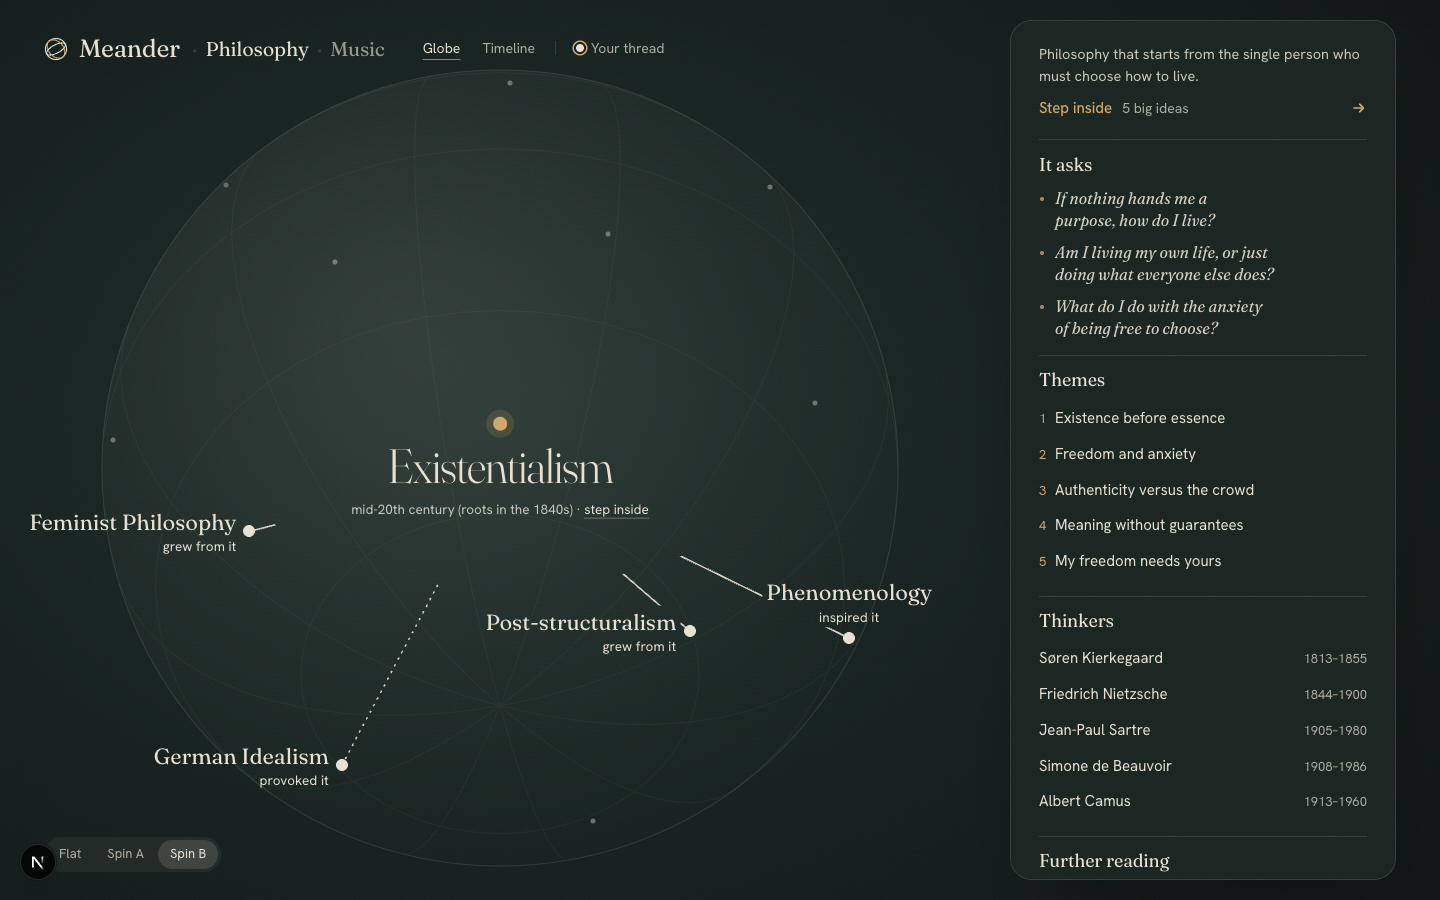 Meander · Philosophy · Music
Globe Timeline Your thread
Existentialism
mid-20th century (roots in the 1840s) · step inside
Feminist Philosophy
grew from it
Phenomenology
inspired it
Post-structuralism
grew from it
German Idealism
provoked it
N Flat Spin A Spin B
Philosophy that starts from the single person who
must choose how to live.
Step inside 5 big ideas →
It asks
• If nothing hands me a
purpose, how do I live?
• Am I living my own life, or just
doing what everyone else does?
• What do I do with the anxiety
of being free to choose?
Themes
1 Existence before essence
2 Freedom and anxiety
3 Authenticity versus the crowd
4 Meaning without guarantees
5 My freedom needs yours
Thinkers
Søren Kierkegaard 1813–1855
Friedrich Nietzsche 1844–1900
Jean-Paul Sartre 1905–1980
Simone de Beauvoir 1908–1986
Albert Camus 1913–1960
Further reading